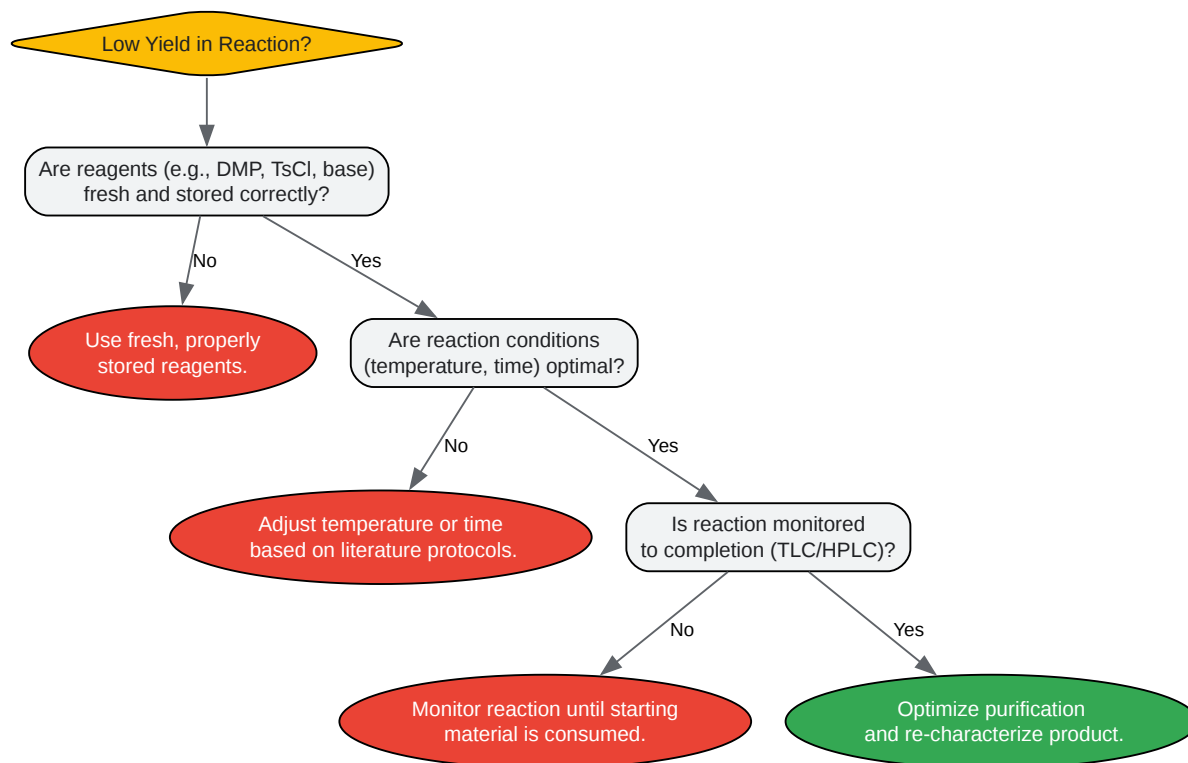 Low Yield in Reaction?
Are reagents (e.g., DMP, TsCl, base)
fresh and stored correctly?
No
Yes
Use fresh, properly
stored reagents.
Are reaction conditions
(temperature, time) optimal?
No
Yes
Adjust temperature or time
based on literature protocols.
Is reaction monitored
to completion (TLC/HPLC)?
No
Yes
Monitor reaction until starting
material is consumed.
Optimize purification
and re-characterize product.